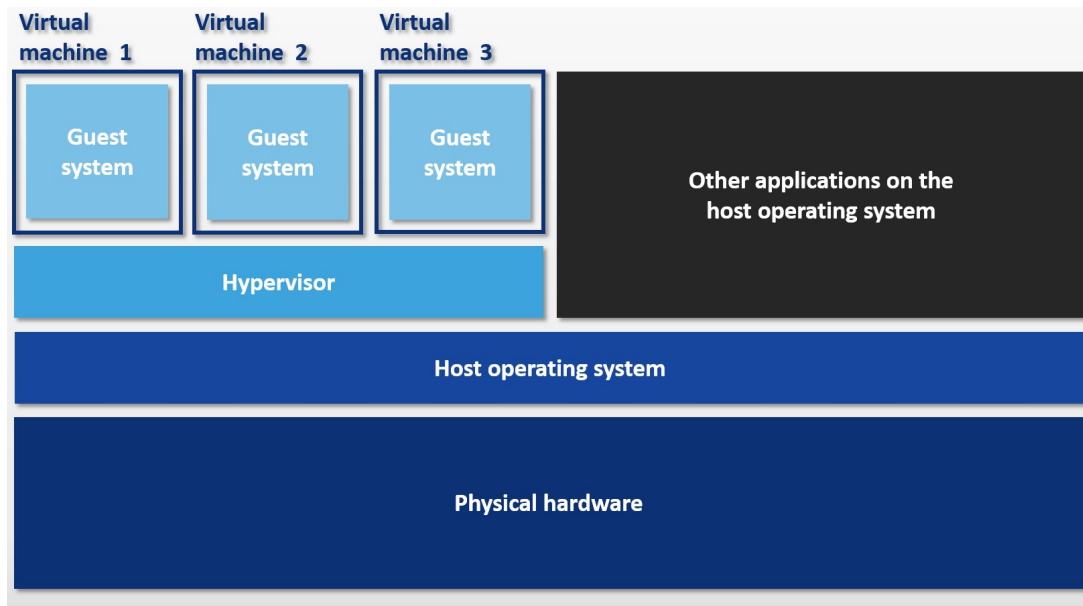 Virtual
machine 1
Virtual
machine 2
Virtual
machine 3
Guest
system
Guest
system
Guest
system
Other applications on the
host operating system
Hypervisor
Host operating system
Physical hardware